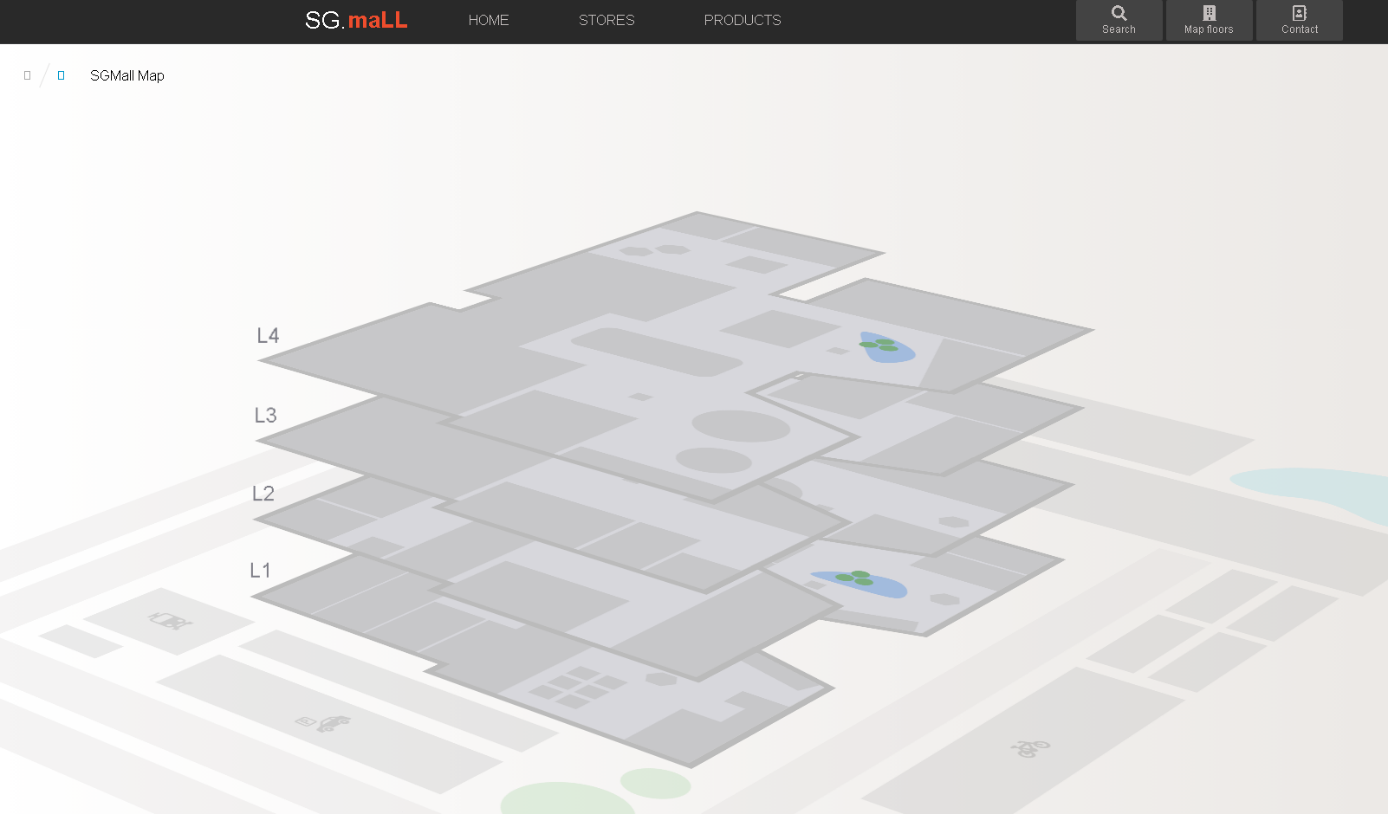 SG.maLL HOME STORES PRODUCTS
Search Map floors Contact
SGMall Map
L4
L3
L2
L1